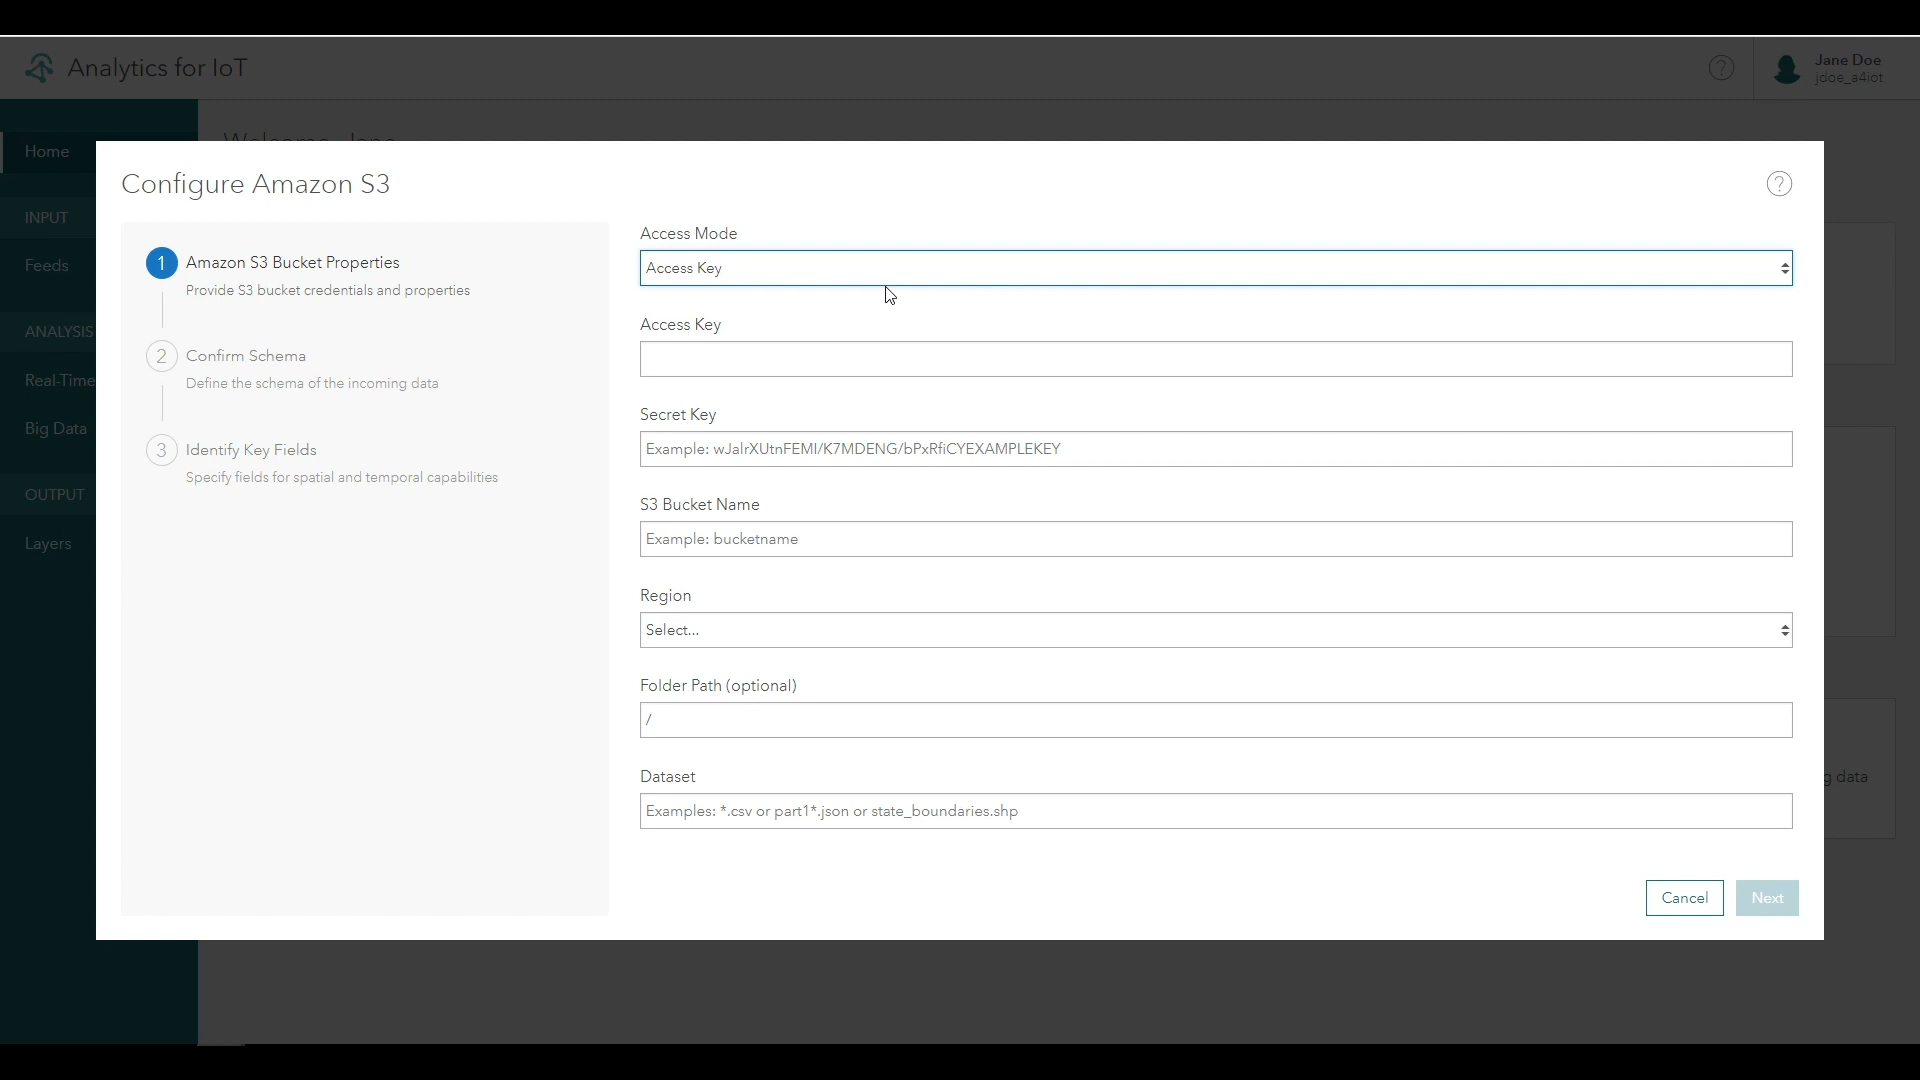 Analytics for IoT
Jane Doe
jdoe_a4iot
Welcome, Jane
Home
INPUT
Feeds
ANALYSIS
Real-Time
Big Data
OUTPUT
Layers
Configure Amazon S3
1 Amazon S3 Bucket Properties
Provide S3 bucket credentials and properties
2 Confirm Schema
Define the schema of the incoming data
3 Identify Key Fields
Specify fields for spatial and temporal capabilities
Access Mode
Access Key
Access Key
Secret Key
Example: wJalrXUtnFEMI/K7MDENG/bPxRfiCYEXAMPLEKEY
S3 Bucket Name
Example: bucketname
Region
Select...
Folder Path (optional)
/
Dataset
Examples: *.csv or part1*.json or state_boundaries.shp
Cancel
Next
g data